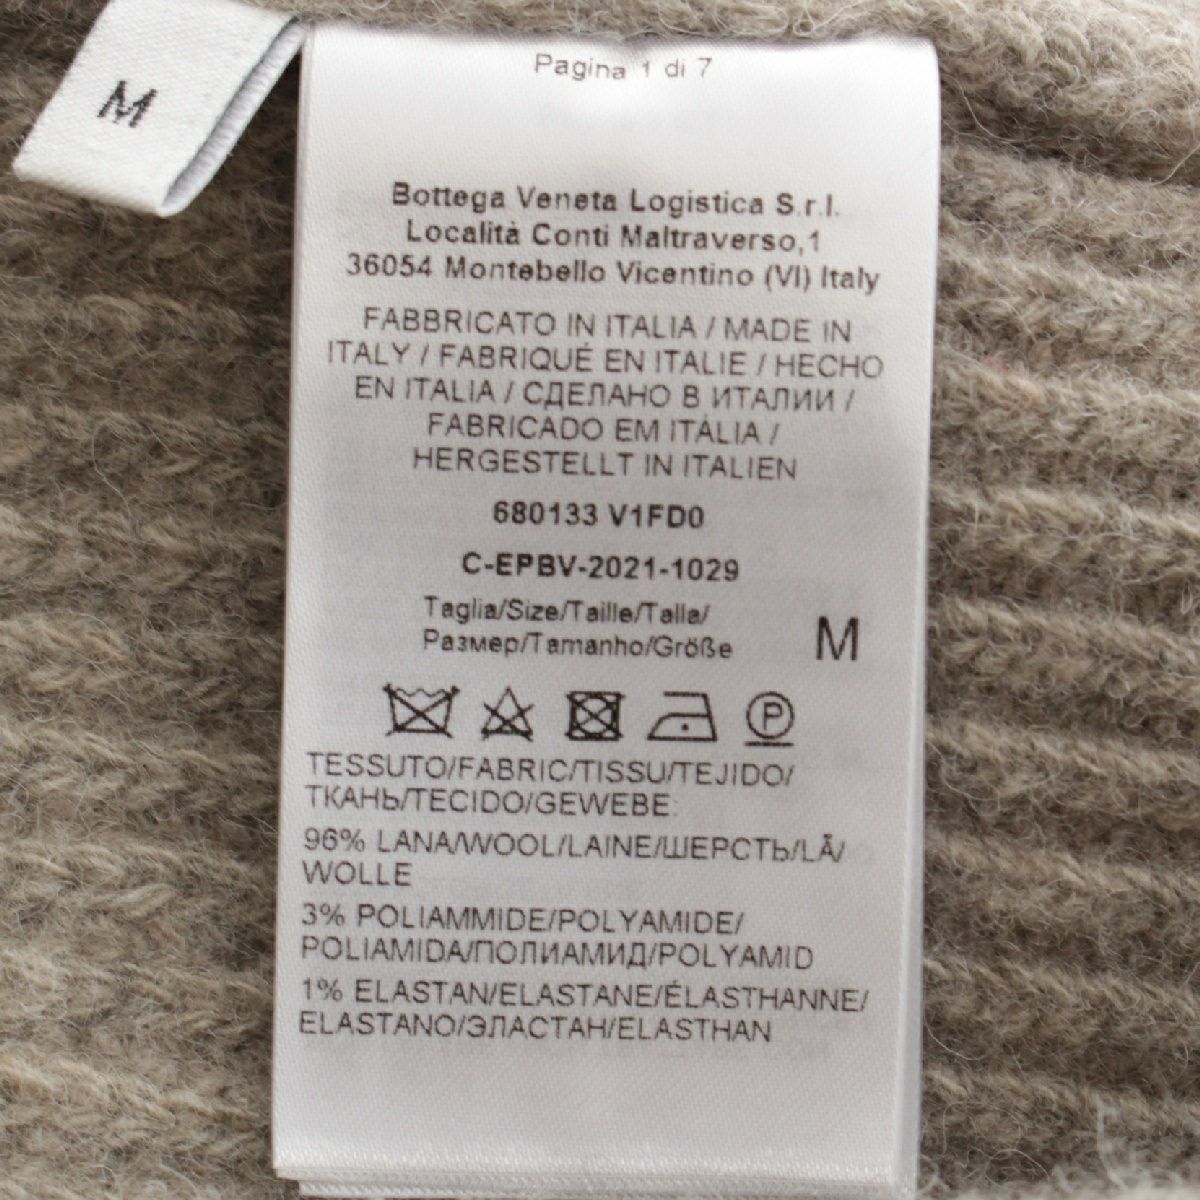 M
Pagina 1 di 7
Bottega Veneta Logistica S.r.l.
Località Conti Maltraverso,1
36054 Montebello Vicentino (VI) Italy
FABBRICATO IN ITALIA / MADE IN
ITALY / FABRIQUÉ EN ITALIE / HECHO
EN ITALIA / СДЕЛАНО В ИТАЛИИ /
FABRICADO EM ITÁLIA /
HERGESTELLT IN ITALIEN
680133 V1FD0
C-EPBV-2021-1029
Taglia/Size/Taille/Talla/
Размер/Tamanho/Größe M
P
TESSUTO/FABRIC/TISSU/TEJIDO/
ТКАНЬ/TECIDO/GEWEBE:
96% LANA/WOOL/LAINE/ШЕРСТЬ/LÃ/
WOLLE
3% POLIAMMIDE/POLYAMIDE/
POLIAMIDA/ПОЛИАМИД/POLYAMID
1% ELASTAN/ELASTANE/ÉLASTHANNE/
ELASTANO/ЭЛАСТАН/ELASTHAN